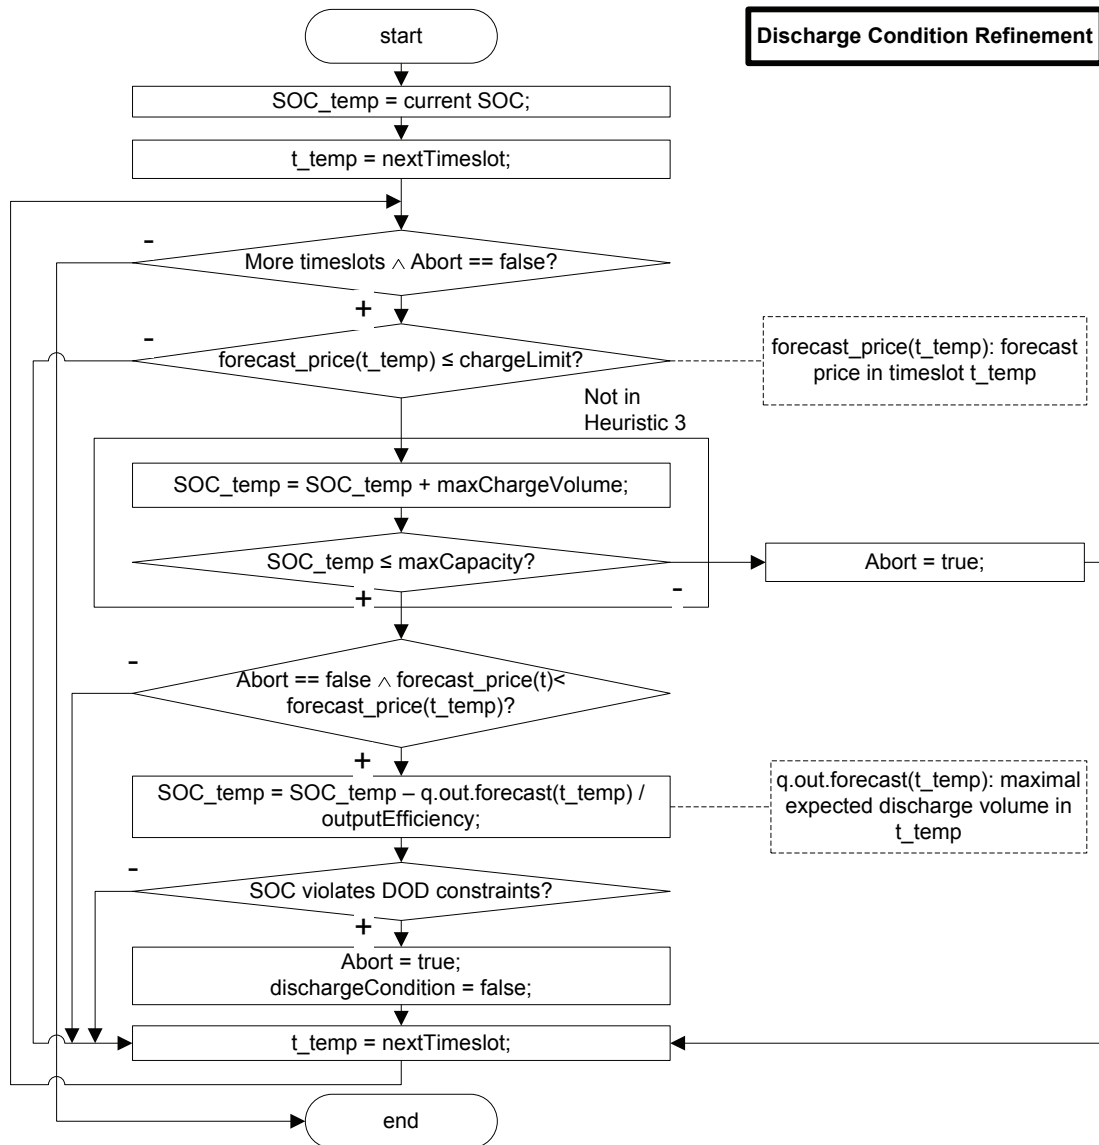 start
Discharge Condition Refinement
SOC_temp = current SOC;
t_temp = nextTimeslot;
-
More timeslots ∧ Abort == false?
+
-
forecast_price(t_temp) ≤ chargeLimit?
forecast_price(t_temp): forecast
price in timeslot t_temp
Not in
Heuristic 3
SOC_temp = SOC_temp + maxChargeVolume;
SOC_temp ≤ maxCapacity?
Abort = true;
+
-
-
Abort == false ∧ forecast_price(t)<
forecast_price(t_temp)?
+
SOC_temp = SOC_temp – q.out.forecast(t_temp) /
outputEfficiency;
q.out.forecast(t_temp): maximal
expected discharge volume in
t_temp
-
SOC violates DOD constraints?
+
Abort = true;
dischargeCondition = false;
t_temp = nextTimeslot;
end